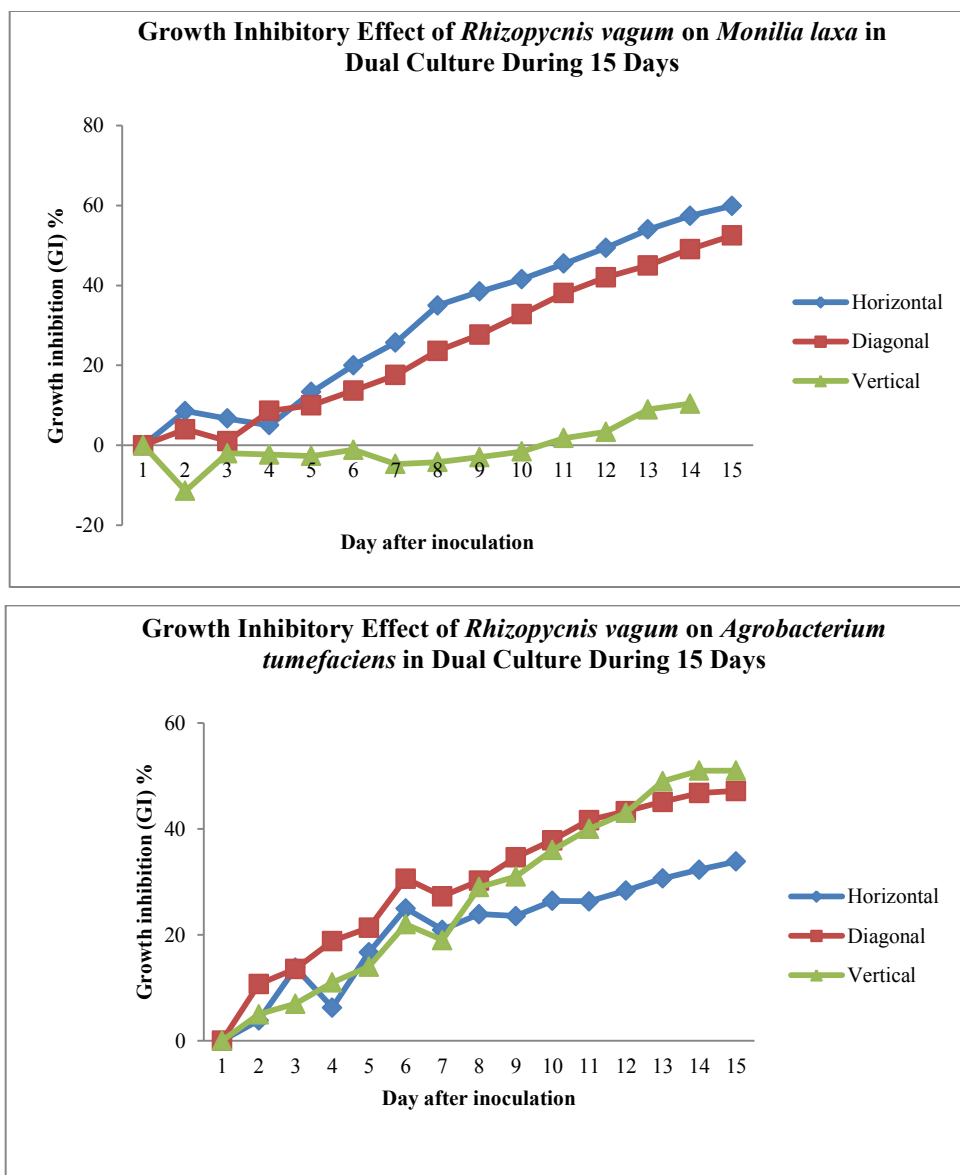 Growth Inhibitory Effect of Rhizopycnis vagum on Monilia laxa in
Dual Culture During 15 Days
80
60
40
20
0
-20
Growth inhibition (GI) %
1 2 3 4 5 6 7 8 9 10 11 12 13 14 15
Day after inoculation
Horizontal
Diagonal
Vertical
Growth Inhibitory Effect of Rhizopycnis vagum on Agrobacterium
tumefaciens in Dual Culture During 15 Days
60
40
20
0
Growth inhibition (GI) %
1 2 3 4 5 6 7 8 9 10 11 12 13 14 15
Day after inoculation
Horizontal
Diagonal
Vertical